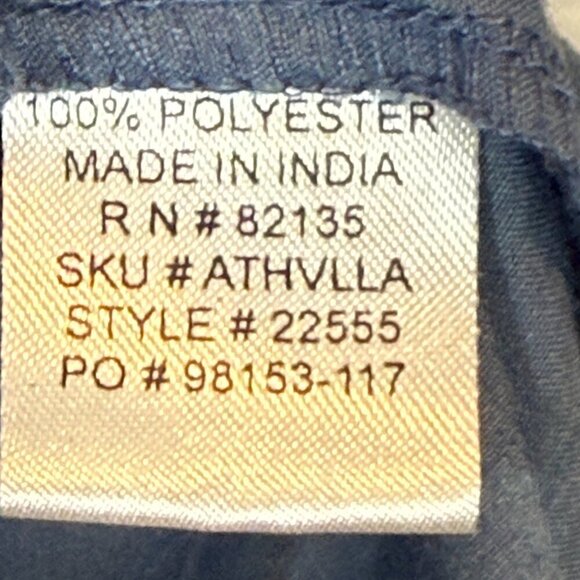 100% POLYESTER
MADE IN INDIA
R N # 82135
SKU # ATHVLLA
STYLE # 22555
PO # 98153-117